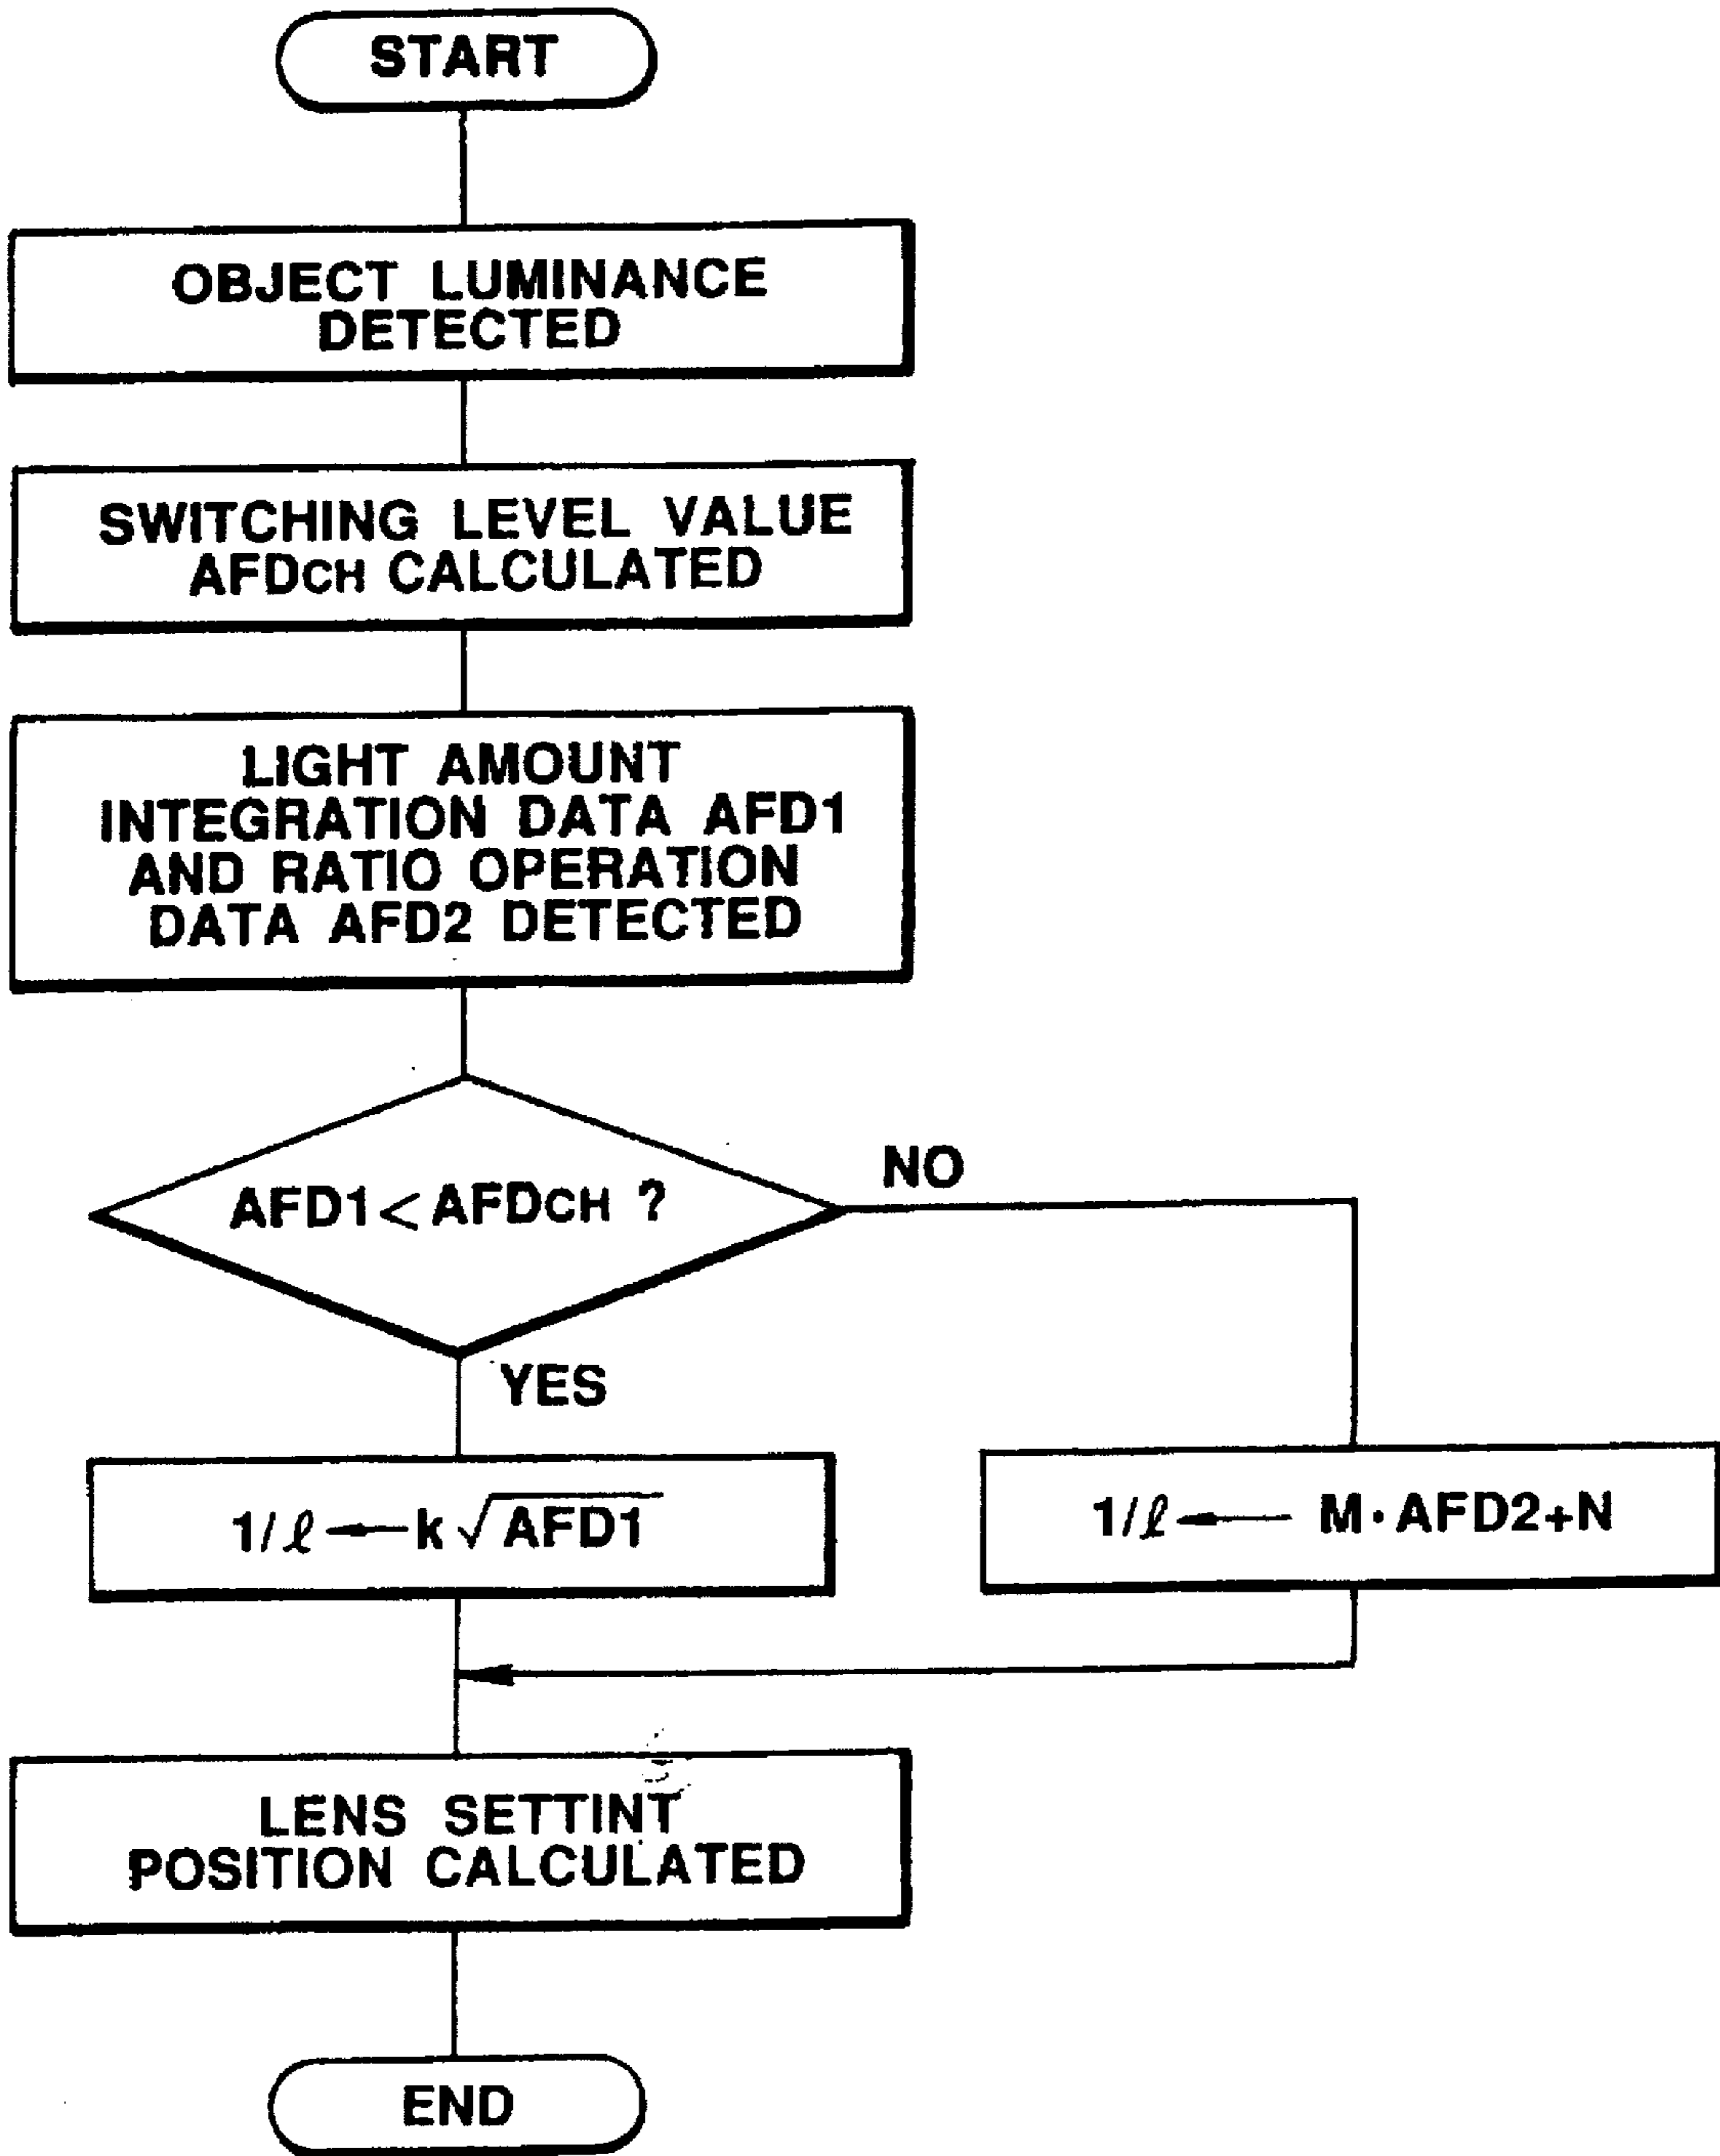 START
OBJECT LUMINANCE
DETECTED
SWITCHING LEVEL VALUE
AFDCH CALCULATED
LIGHT AMOUNT
INTEGRATION DATA AFD1
AND RATIO OPERATION
DATA AFD2 DETECTED
AFD1 < AFDCH ?
NO
YES
1/ℓ ← k √AFD1
1/ℓ ← M·AFD2+N
LENS SETTINT
POSITION CALCULATED
END